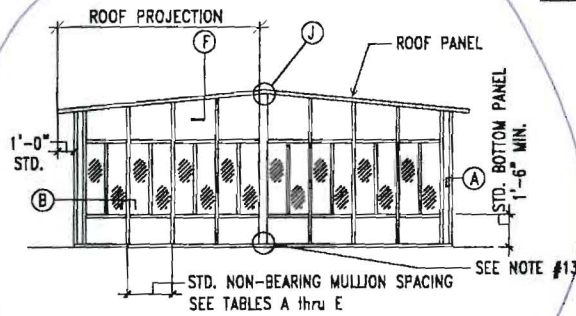 ROOF PROJECTION
F
J
ROOF PANEL
1'-0"
STD.
B
A
STD. BOTTOM PANEL
1'-6" MIN.
SEE NOTE #13
STD. NON-BEARING MULLION SPACING
SEE TABLES A thru E